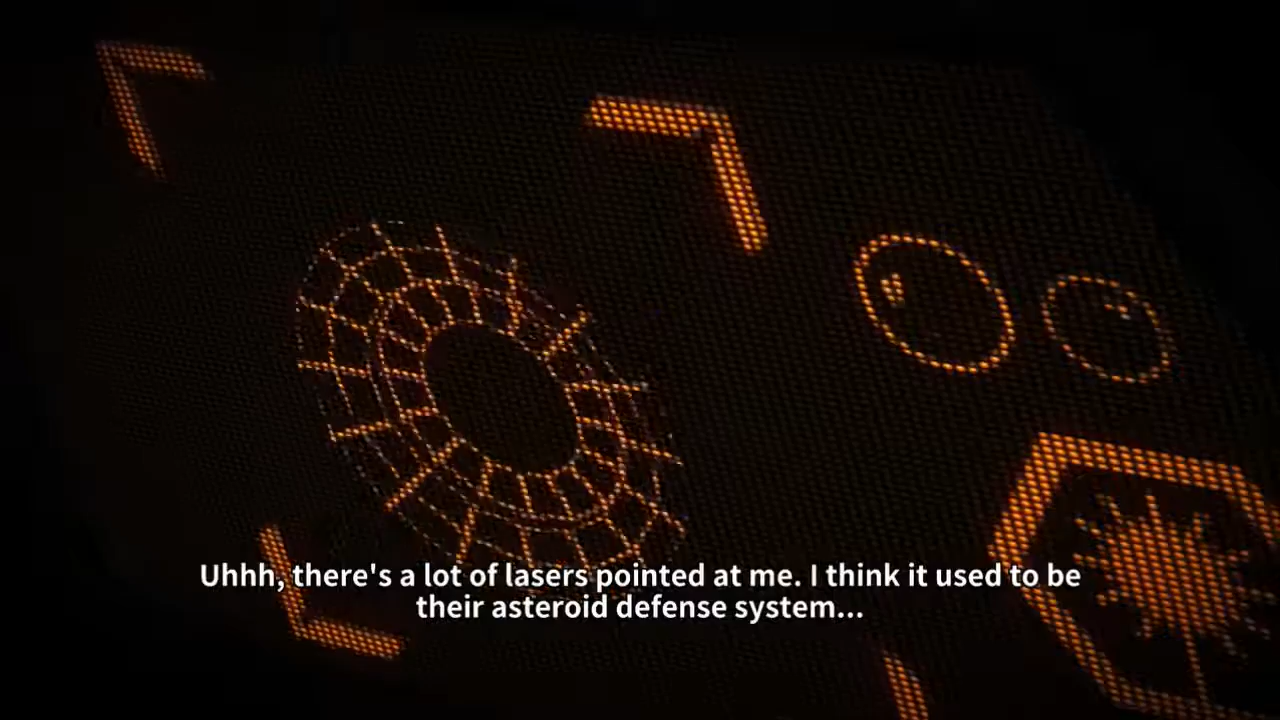 Uhhh, there's a lot of lasers pointed at me. I think it used to be
their asteroid defense system...